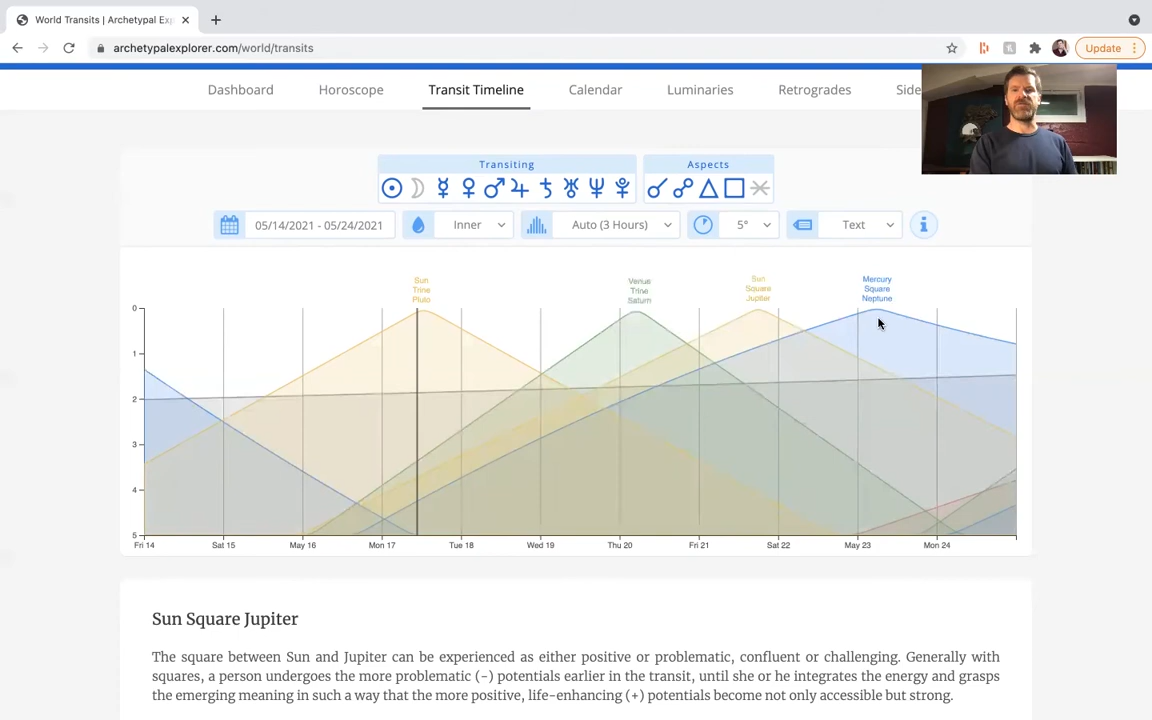 World Transits | Archetypal Exp
archetypalexplorer.com/world/transits
Update
Dashboard
Horoscope
Transit Timeline
Calendar
Luminaries
Retrogrades
Side
Transiting
Aspects
05/14/2021 - 05/24/2021
Inner
Auto (3 Hours)
5°
Text
Sun
Trine
Pluto
Venus
Trine
Saturn
Sun
Square
Jupiter
Mercury
Square
Neptune
0
1
2
3
4
5
Fri 14
Sat 15
May 16
Mon 17
Tue 18
Wed 19
Thu 20
Fri 21
Sat 22
May 23
Mon 24
Sun Square Jupiter
The square between Sun and Jupiter can be experienced as either positive or problematic, confluent or challenging. Generally with
squares, a person undergoes the more problematic (-) potentials earlier in the transit, until she or he integrates the energy and grasps
the emerging meaning in such a way that the more positive, life-enhancing (+) potentials become not only accessible but strong.